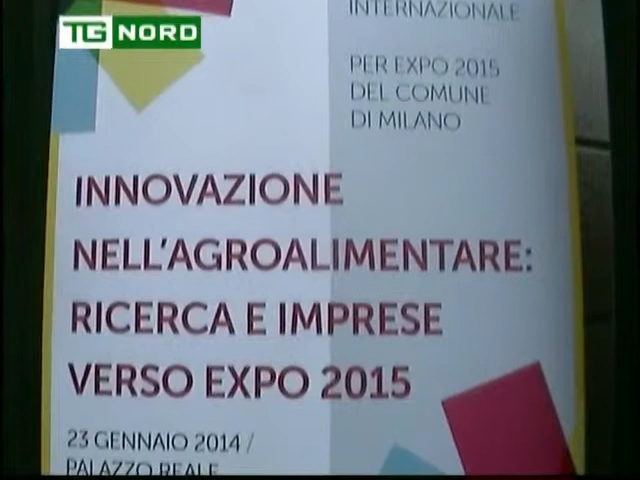 TG NORD
INTERNAZIONALE
PER EXPO 2015
DEL COMUNE
DI MILANO
INNOVAZIONE
NELL'AGROALIMENTARE:
RICERCA E IMPRESE
VERSO EXPO 2015
23 GENNAIO 2014 /
PALAZZO REALE